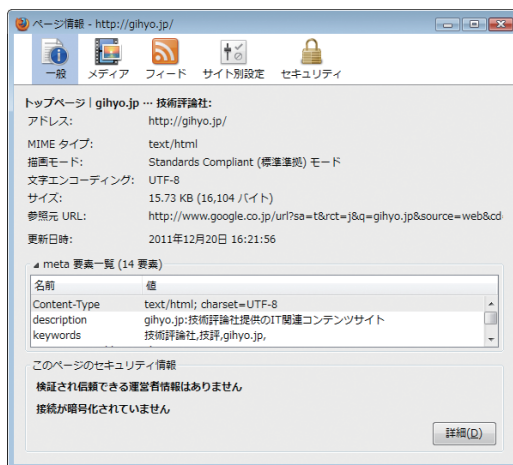 ページ情報 - http://gihyo.jp/
一般 メディア フィード サイト別設定 セキュリティ
トップページ | gihyo.jp … 技術評論社:
アドレス: http://gihyo.jp/
MIME タイプ: text/html
描画モード: Standards Compliant (標準準拠) モード
文字エンコーディング: UTF-8
サイズ: 15.73 KB (16,104 バイト)
参照元 URL: http://www.google.co.jp/url?sa=t&rct=j&q=gihyo.jp&source=web&cd
更新日時: 2011年12月20日 16:21:56
meta 要素一覧 (14 要素)
名前 値
Content-Type text/html; charset=UTF-8
description gihyo.jp:技術評論社提供のIT関連コンテンツサイト
keywords 技術評論社,技評,gihyo.jp,
このページのセキュリティ情報
検証され信頼できる運営者情報はありません
接続が暗号化されていません
詳細(D)